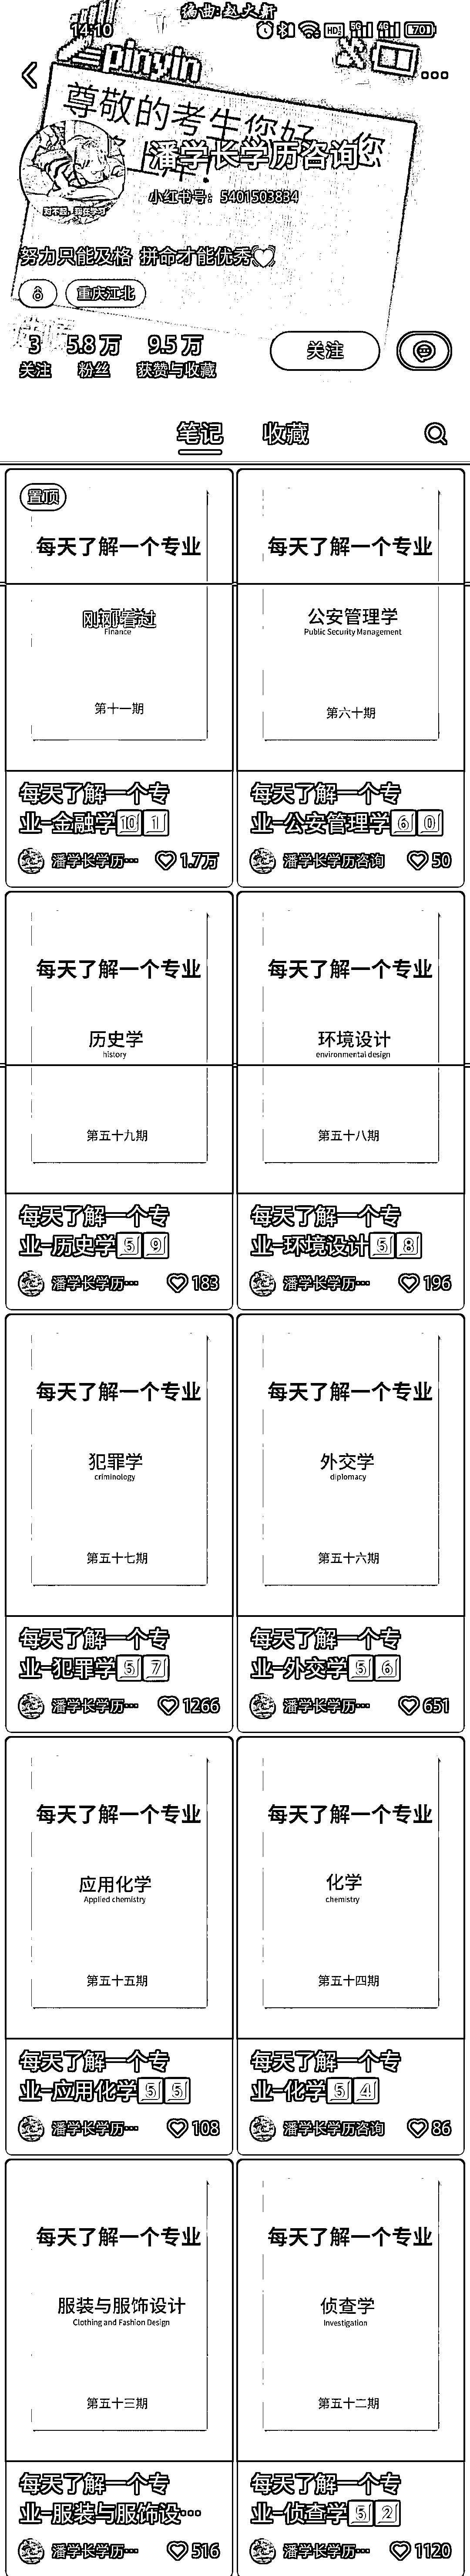 编曲:赵大新
14:10
HD
5G
4G
70
pinyin
尊敬的考生您好
您
上岸!
潘学长学历咨询
小红书号：5401503834
对不起，我在学习
努力只能及格 拼命才能优秀
重庆江北
3 5.8 万 9.5 万
关注 粉丝 获赞与收藏
关注
笔记 收藏
置顶
每天了解一个专业
刚刚看过
Finance
第十一期
每天了解一个专
业-金融学10 1
潘学长学历… 1.7万
每天了解一个专业
公安管理学
Public Security Management
第六十期
每天了解一个专
业-公安管理学6 0
潘学长学历咨询 50
每天了解一个专业
历史学
history
第五十九期
每天了解一个专
业-历史学5 9
潘学长学历… 183
每天了解一个专业
环境设计
environmental design
第五十八期
每天了解一个专
业-环境设计5 8
潘学长学历… 196
每天了解一个专业
犯罪学
criminology
第五十七期
每天了解一个专
业-犯罪学5 7
潘学长学历… 1266
每天了解一个专业
外交学
diplomacy
第五十六期
每天了解一个专
业-外交学5 6
潘学长学历… 651
每天了解一个专业
应用化学
Applied chemistry
第五十五期
每天了解一个专
业-应用化学5 5
潘学长学历… 108
每天了解一个专业
化学
chemistry
第五十四期
每天了解一个专
业-化学5 4
潘学长学历咨询 86
每天了解一个专业
服装与服饰设计
Clothing and Fashion Design
第五十三期
每天了解一个专
业-服装与服饰设…
潘学长学历… 516
每天了解一个专业
侦查学
Investigation
第五十二期
每天了解一个专
业-侦查学5 2
潘学长学历… 1120